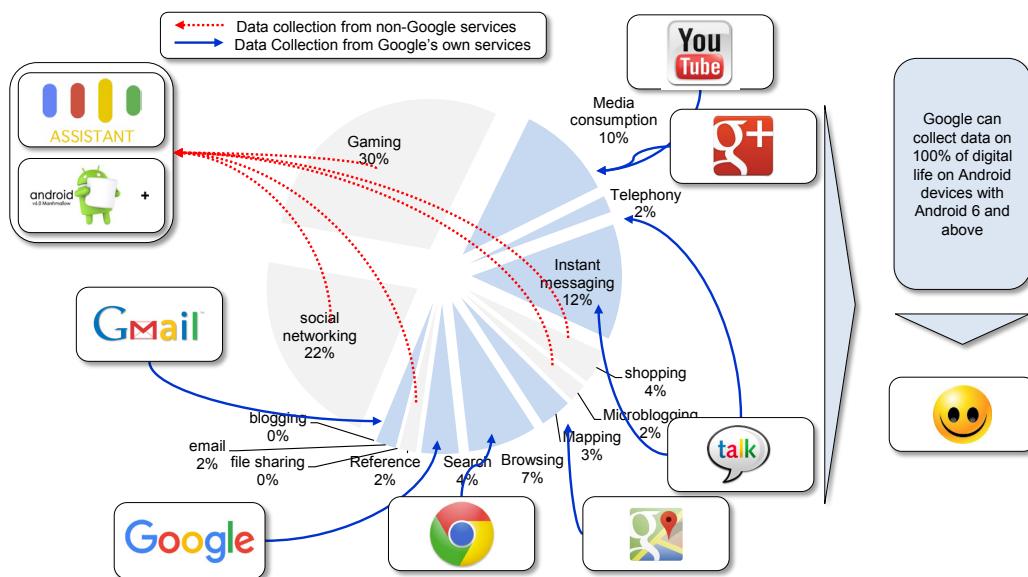 Data collection from non-Google services
Data Collection from Google's own services
ASSISTANT
android
v6.0 Marshmallow
+
You
Tube
g+
Media
consumption
10%
Gaming
30%
Telephony
2%
Instant
messaging
12%
social
networking
22%
Gmail™
shopping
4%
Microblogging
2%
Mapping
3%
Browsing
7%
Search
4%
Reference
2%
file sharing
0%
email
2%
blogging
0%
talk
Google
g
Google can
collect data on
100% of digital
life on Android
devices with
Android 6 and
above